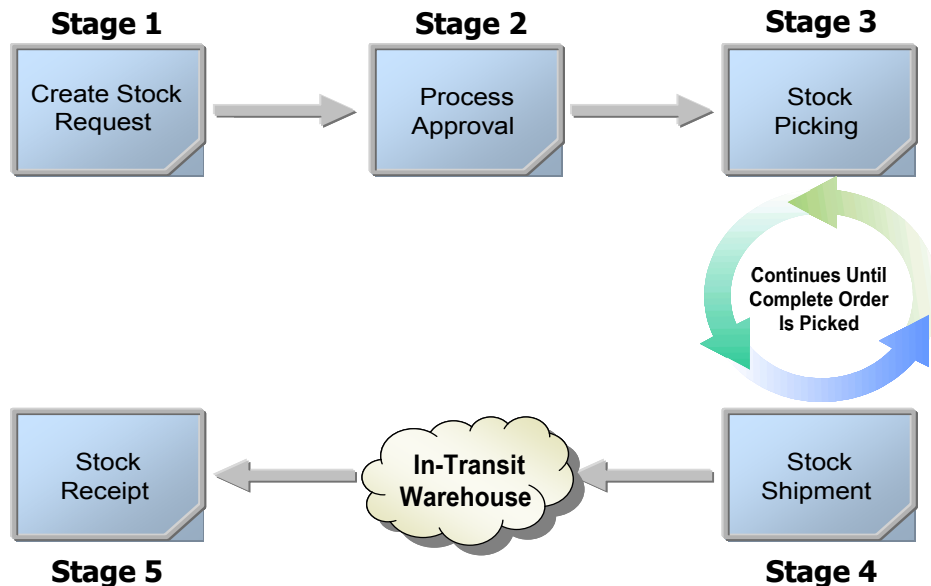 Stage 1
Stage 2
Stage 3
Create Stock
Request
Process
Approval
Stock
Picking
Continues Until
Complete Order
Is Picked
Stock
Receipt
In-Transit
Warehouse
Stock
Shipment
Stage 5
Stage 4